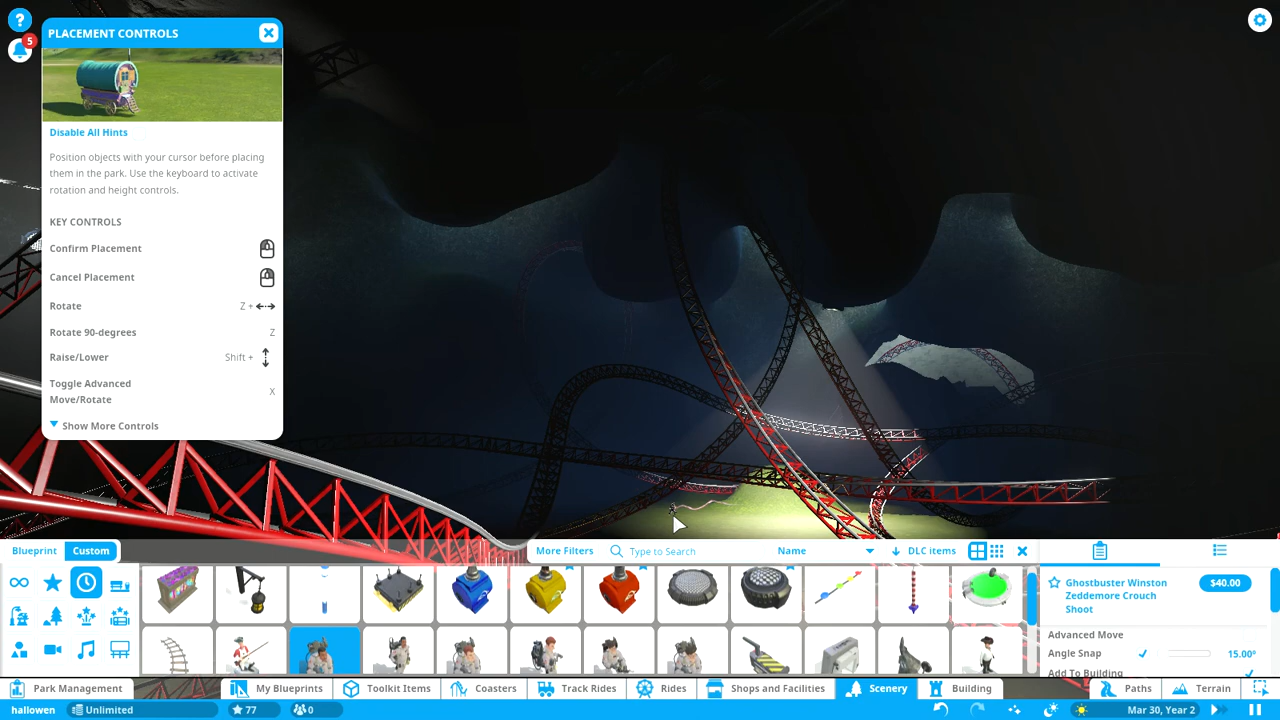 ?
5
PLACEMENT CONTROLS
Disable All Hints
Position objects with your cursor before placing
them in the park. Use the keyboard to activate
rotation and height controls.
KEY CONTROLS
Confirm Placement
Cancel Placement
Rotate Z +
Rotate 90-degrees Z
Raise/Lower Shift +
Toggle Advanced
Move/Rotate X
Show More Controls
Blueprint Custom
More Filters Type to Search Name DLC items
Ghostbuster Winston
Zeddemore Crouch
Shoot
$40.00
Advanced Move
Angle Snap 15.00°
Add To Building
Park Management My Blueprints Toolkit Items Coasters Track Rides Rides Shops and Facilities Scenery Building Paths Terrain
hallowen Unlimited 77 0 Mar 30, Year 2